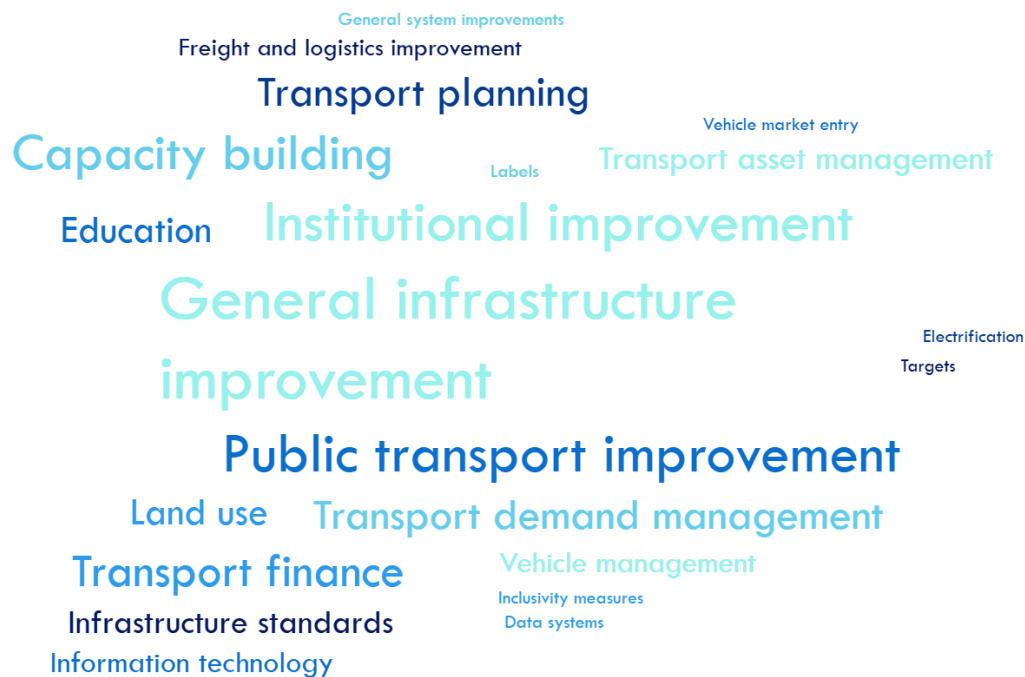 General system improvements
Freight and logistics improvement
Transport planning
Vehicle market entry
Capacity building
Labels
Transport asset management
Education
Institutional improvement
General infrastructure
improvement
Electrification
Targets
Public transport improvement
Land use
Transport demand management
Transport finance
Vehicle management
Inclusivity measures
Infrastructure standards
Data systems
Information technology